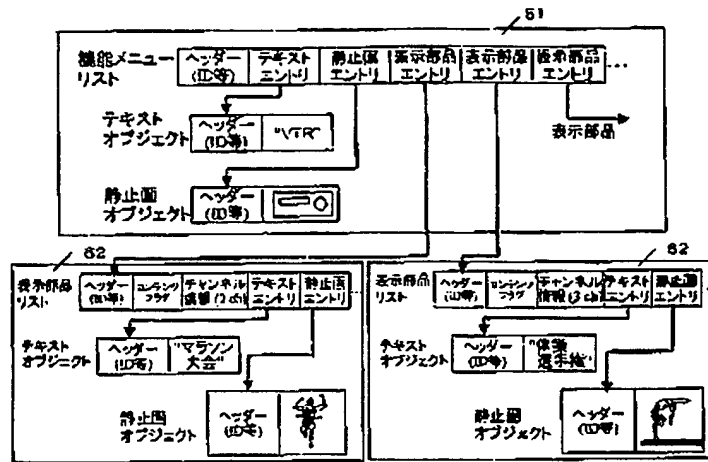 51
機能メニュー
リスト
ヘッダー
(ID等)
テキスト
エントリ
静止画
エントリ
表示部品
エントリ
表示部品
エントリ
表示部品
エントリ
...
テキスト
オブジェクト
ヘッダー
(ID等)
"VTR"
表示部品
静止画
オブジェクト
ヘッダー
(ID等)
62
表示部品
リスト
ヘッダー
(ID等)
フラグ
チャンネル
情報(2ch)
テキスト
エントリ
静止画
エントリ
テキスト
オブジェクト
ヘッダー
(ID等)
"マラソン
大会"
静止画
オブジェクト
ヘッダー
(ID等)
62
表示部品
リスト
ヘッダー
(ID等)
フラグ
チャンネル
情報(3ch)
テキスト
エントリ
静止画
エントリ
テキスト
オブジェクト
ヘッダー
(ID等)
"体操
選手権"
静止画
オブジェクト
ヘッダー
(ID等)